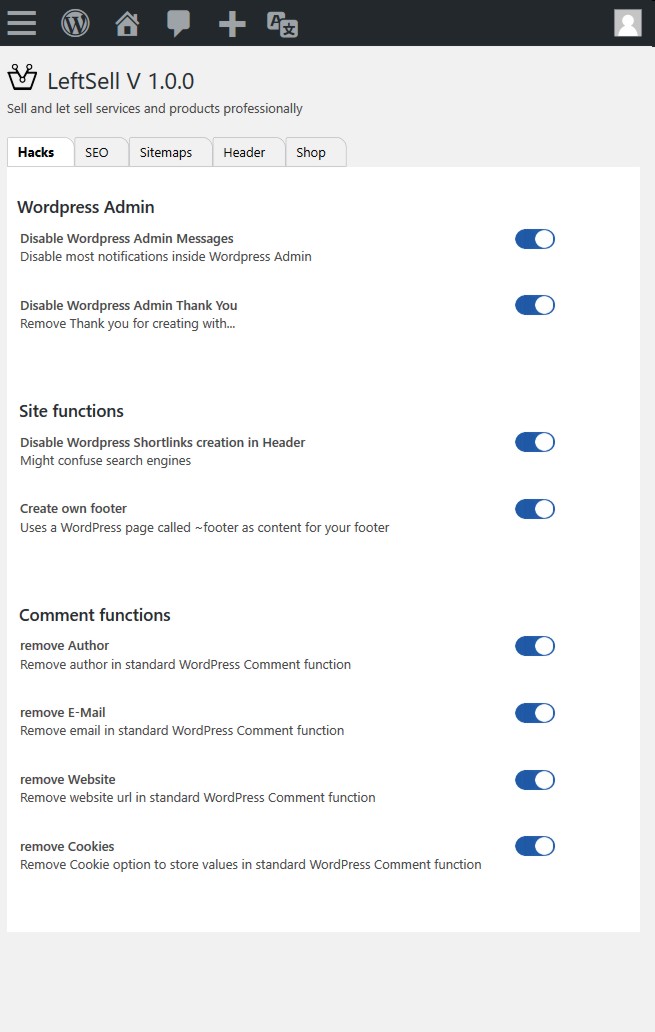 LeftSell V 1.0.0
Sell and let sell services and products professionally
Hacks SEO Sitemaps Header Shop
Wordpress Admin
Disable Wordpress Admin Messages
Disable most notifications inside Wordpress Admin
Disable Wordpress Admin Thank You
Remove Thank you for creating with...
Site functions
Disable Wordpress Shortlinks creation in Header
Might confuse search engines
Create own footer
Uses a WordPress page called ~footer as content for your footer
Comment functions
remove Author
Remove author in standard WordPress Comment function
remove E-Mail
Remove email in standard WordPress Comment function
remove Website
Remove website url in standard WordPress Comment function
remove Cookies
Remove Cookie option to store values in standard WordPress Comment function